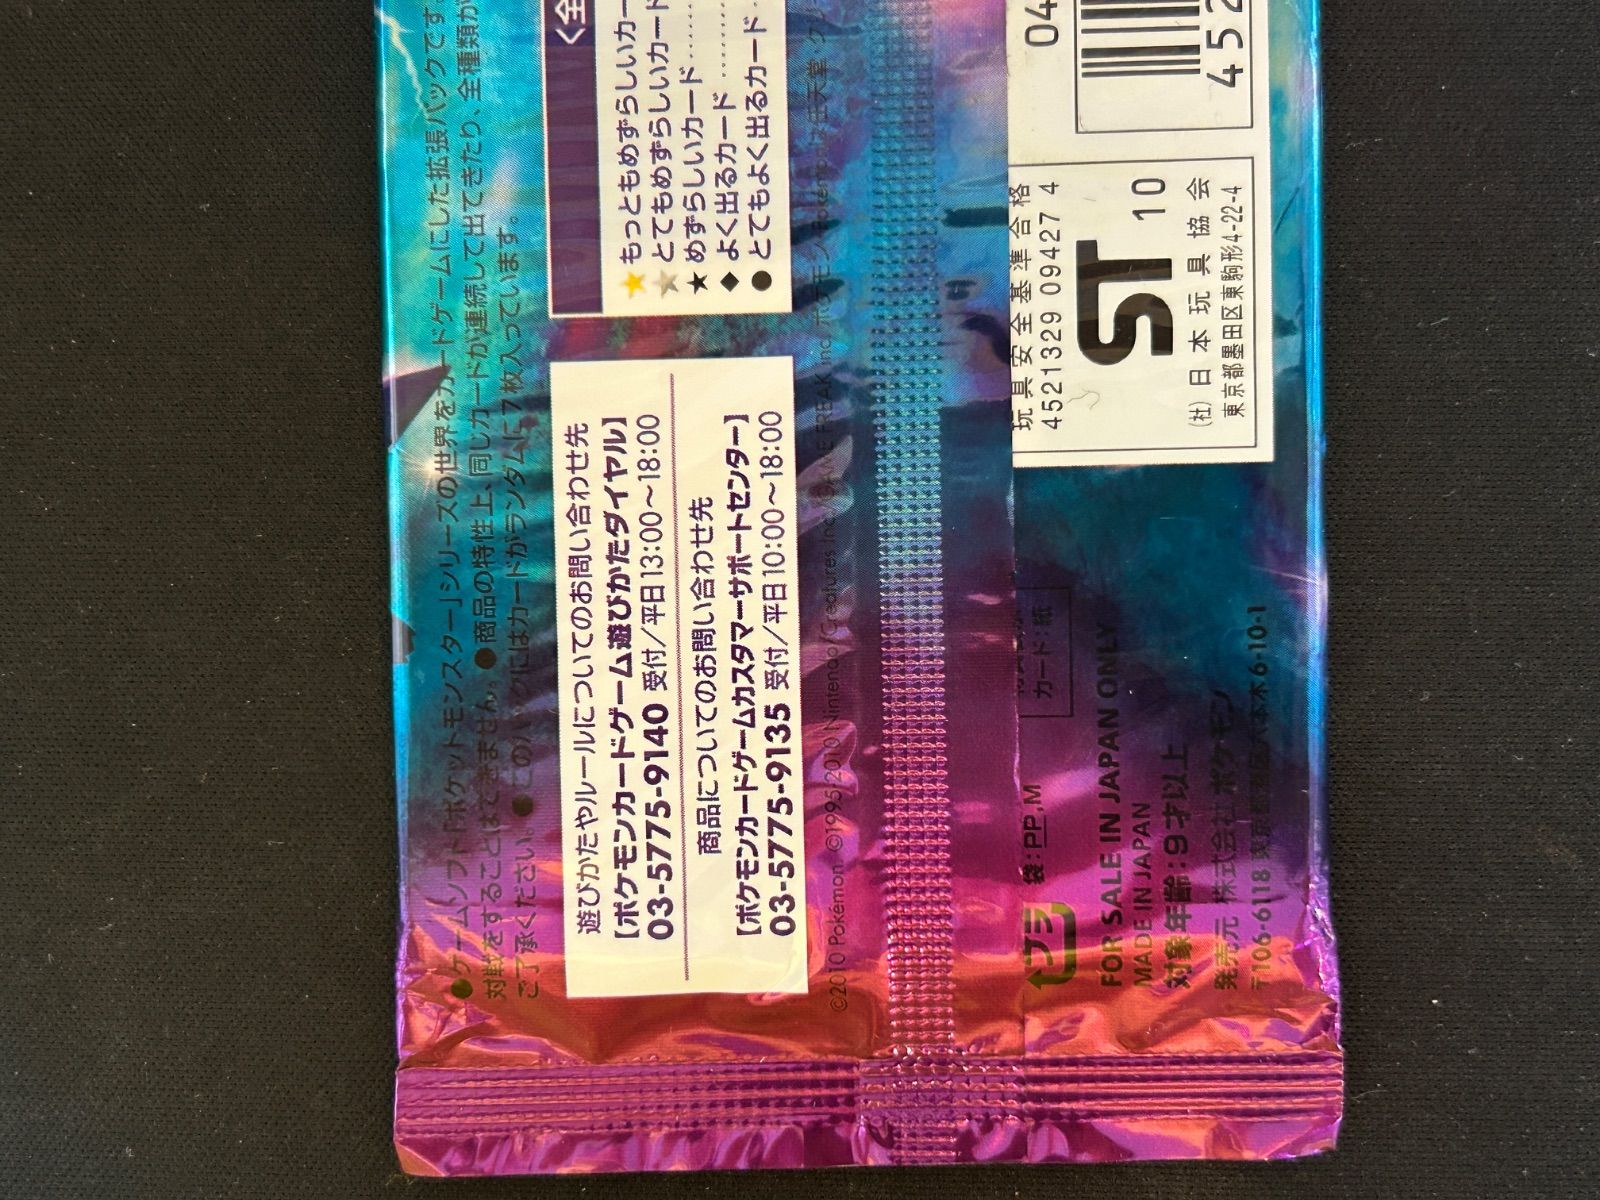 ●ゲームソフト「ポケットモンスター」シリーズの世界をカードゲームにした拡張パックです。
●商品の特性上、同じカードが連続して出てきたり、全種類が
対戦をすることはできません。
ご了承ください。●このパックにはカードがランダムに7枚入っています。
〈全
★もっともめずらしいカー
★とてもめずらしいカード
★めずらしいカード………
◆よく出るカード………
●とてもよく出るカード…
遊びかたやルールについてのお問い合わせ先
【ポケモンカードゲーム遊びかたダイヤル】
03-5775-9140 受付/平日13:00〜18:00
商品についてのお問い合わせ先
【ポケモンカードゲームカスタマーサポートセンター】
03-5775-9135 受付/平日10:00〜18:00
©2010 Pokémon ©1995-2010 Nintendo/Creatures Inc./GAME FREAK inc.
04
452
玩具安全基準合格
4521329 09427 4
ST 10
(社)日本玩具協会
東京都墨田区東駒形4-22-4
プラ
袋:PP,M
カード:紙
FOR SALE IN JAPAN ONLY
MADE IN JAPAN
対象年齢:9才以上
発売元 株式会社ポケモン
〒106-6118 東京都港区六本木6-10-1